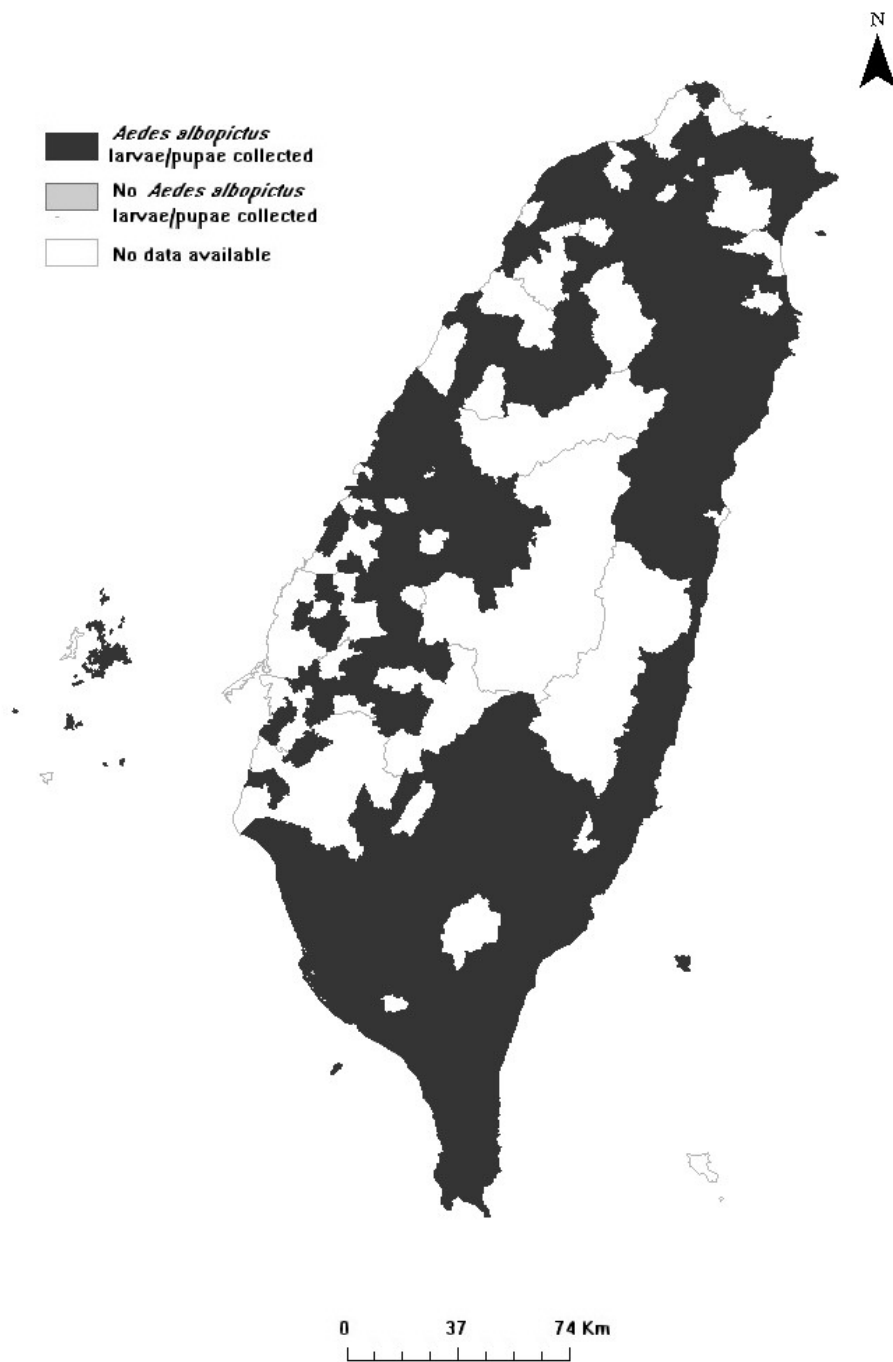 N
Aedes albopictus
larvae/pupae collected
No Aedes albopictus
larvae/pupae collected
No data available
0 37 74 Km